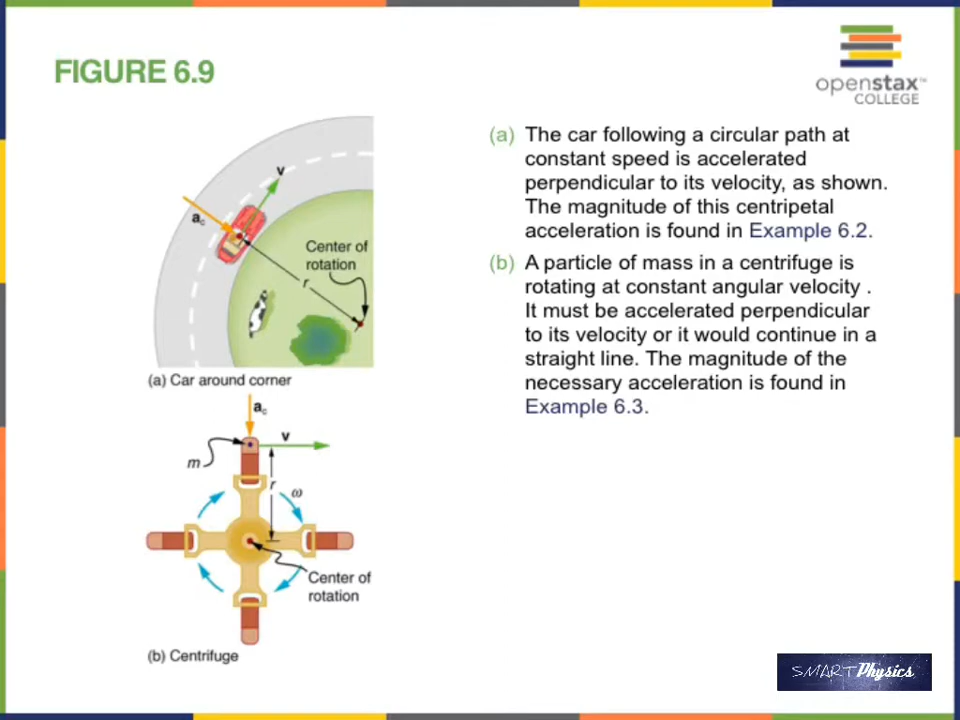 FIGURE 6.9
openstax™
COLLEGE
v
a꜀
Center of
rotation
r
(a) Car around corner
a꜀
v
m
r
ω
Center of
rotation
(b) Centrifuge
(a) The car following a circular path at
constant speed is accelerated
perpendicular to its velocity, as shown.
The magnitude of this centripetal
acceleration is found in Example 6.2.
(b) A particle of mass in a centrifuge is
rotating at constant angular velocity .
It must be accelerated perpendicular
to its velocity or it would continue in a
straight line. The magnitude of the
necessary acceleration is found in
Example 6.3.
SMART Physics